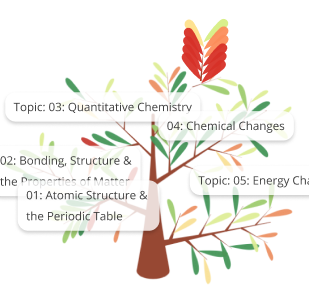 Topic: 03: Quantitative Chemistry
04: Chemical Changes
02: Bonding, Structure &
the Properties of Matter
Topic: 05: Energy Cha
01: Atomic Structure &
the Periodic Table